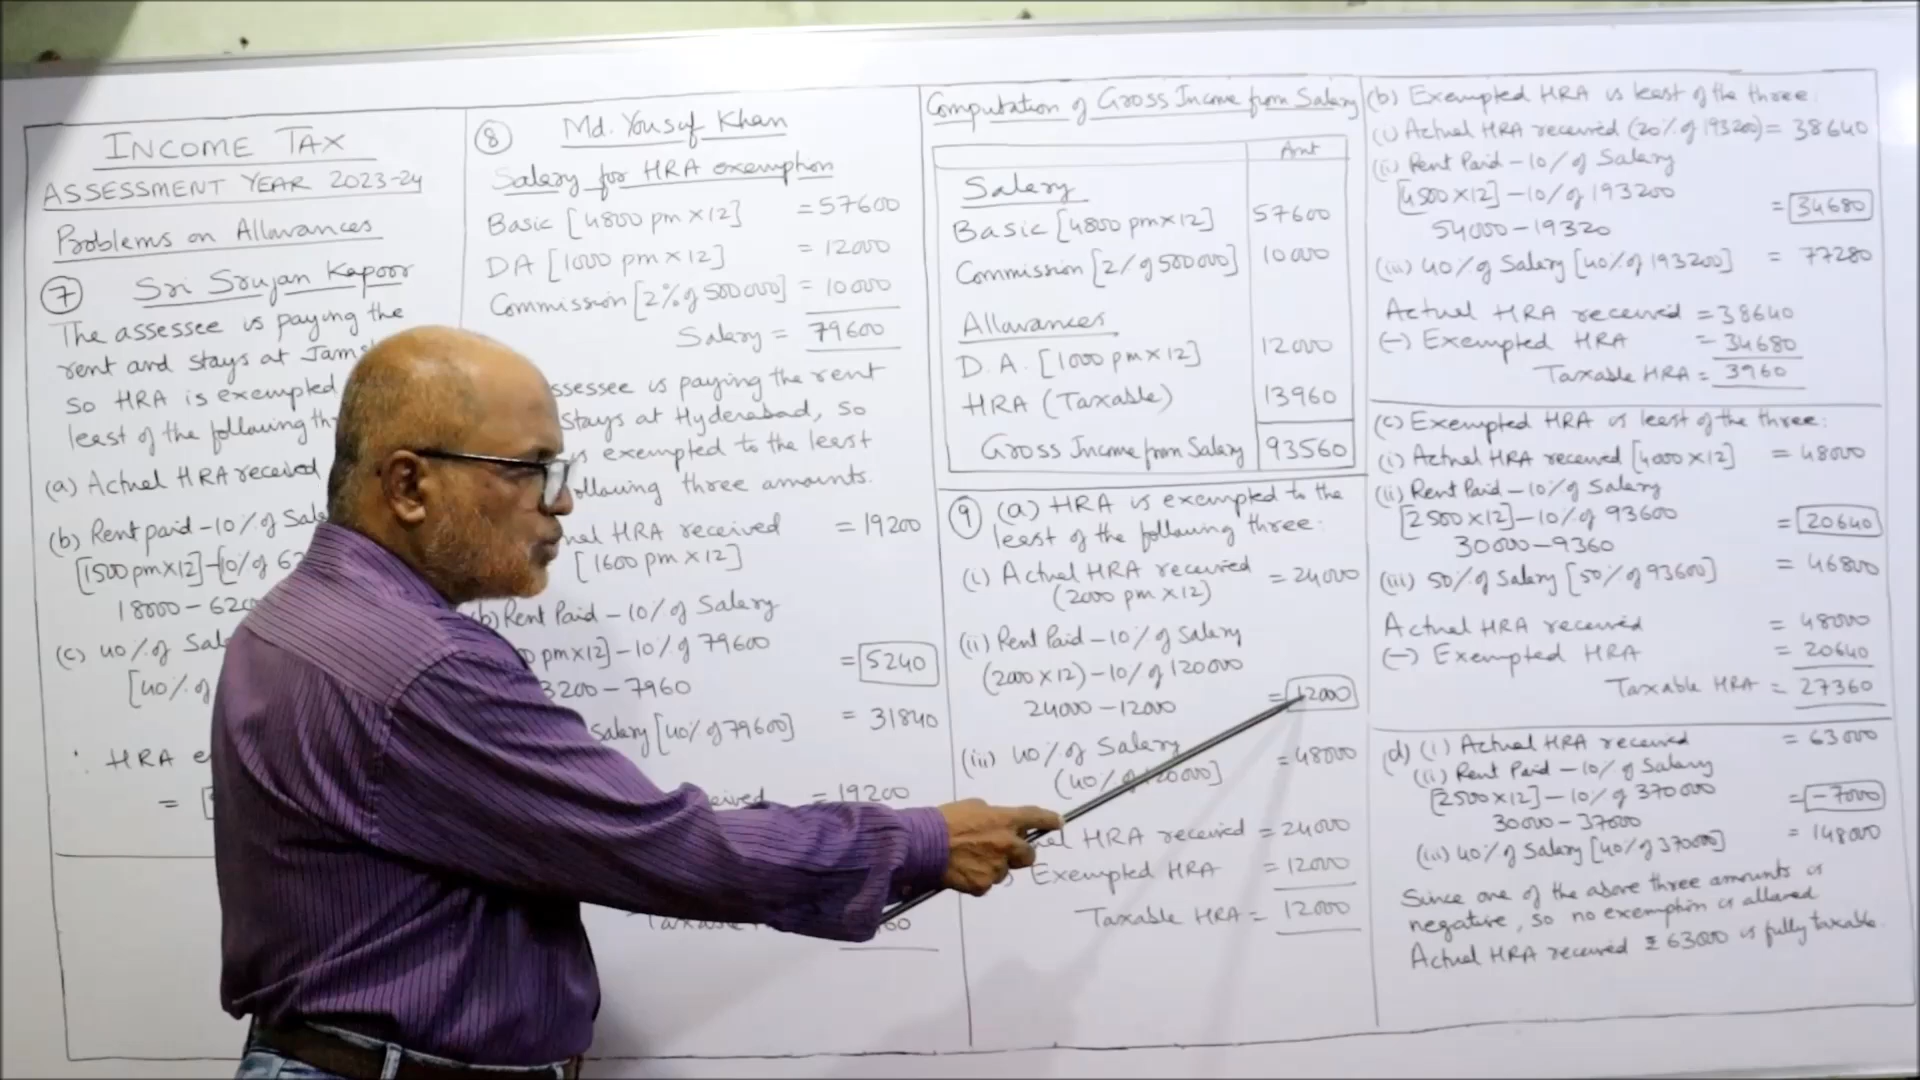 INCOME TAX
ASSESSMENT YEAR 2023-24
Problems on Allowances
7 Sri Srujan Kapoor
The assessee is paying the
rent and stays at
So HRA is exempted
least of the following
(a) Actual HRA received
(b) Rent paid - 10% of
[1500 pm × 12] - [10% of
18000 -
(c) 40% of
[40% of
∴ HRA
=
8 Md. Yousuf Khan
Salary for HRA exemption
Basic [4800 pm × 12] = 57600
DA [1000 pm × 12] = 12000
Commission [2% of 500000] = 10000
Salary = 79600
is paying the rent
stays at Hyderabad, so
exempted to the least
three amounts.
HRA received = 19200
[1600 pm × 12]
(b) Rent Paid - 10% of Salary
pm × 12] - 10% of 79600
- 7960 = 5240
Salary [40% of 79600] = 31840
= 19200
Computation of Gross Income from Salary
Amt
Salary
Basic [4800 pm × 12] 57600
Commission [2% of 500000] 10000
Allowances
D.A. [1000 pm × 12] 12000
HRA (Taxable) 13960
Gross Income from Salary 93560
9 (a) HRA is exempted to the
least of the following three:
(i) Actual HRA received = 24000
(2000 pm × 12)
(ii) Rent Paid - 10% of Salary
(2000 × 12) - 10% of 120000
24000 - 12000 = 12000
(iii) 40% of Salary = 48000
(40% of 120000]
HRA received = 24000
Exempted HRA = 12000
Taxable HRA = 12000
(b) Exempted HRA is least of the three:
(i) Actual HRA received (20% of 193200) = 38640
(ii) Rent Paid - 10% of Salary
[4500 × 12] - 10% of 193200
54000 - 19320 = 34680
(iii) 40% of Salary [40% of 193200] = 77280
Actual HRA received = 38640
(-) Exempted HRA = 34680
Taxable HRA = 3960
(c) Exempted HRA is least of the three:
(i) Actual HRA received [4000 × 12] = 48000
(ii) Rent Paid - 10% of Salary
[2500 × 12] - 10% of 93600
30000 - 9360 = 20640
(iii) 50% of Salary [50% of 93600] = 46800
Actual HRA received = 48000
(-) Exempted HRA = 20640
Taxable HRA = 27360
(d) (i) Actual HRA received = 63000
(ii) Rent Paid - 10% of Salary
[2500 × 12] - 10% of 370000
30000 - 37000 = -7000
(iii) 40% of Salary [40% of 370000] = 148000
Since one of the above three amounts is
negative, so no exemption is allowed
Actual HRA received ₹ 63000 is fully taxable.